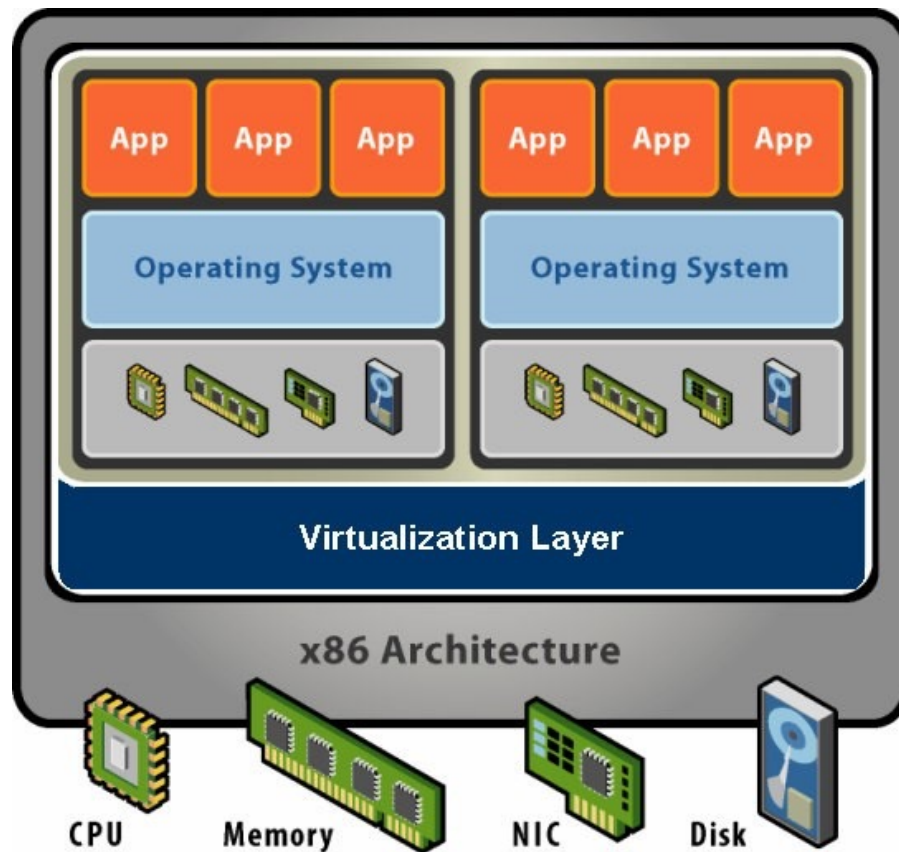 App App App App App App
Operating System Operating System
Virtualization Layer
x86 Architecture
CPU Memory NIC Disk